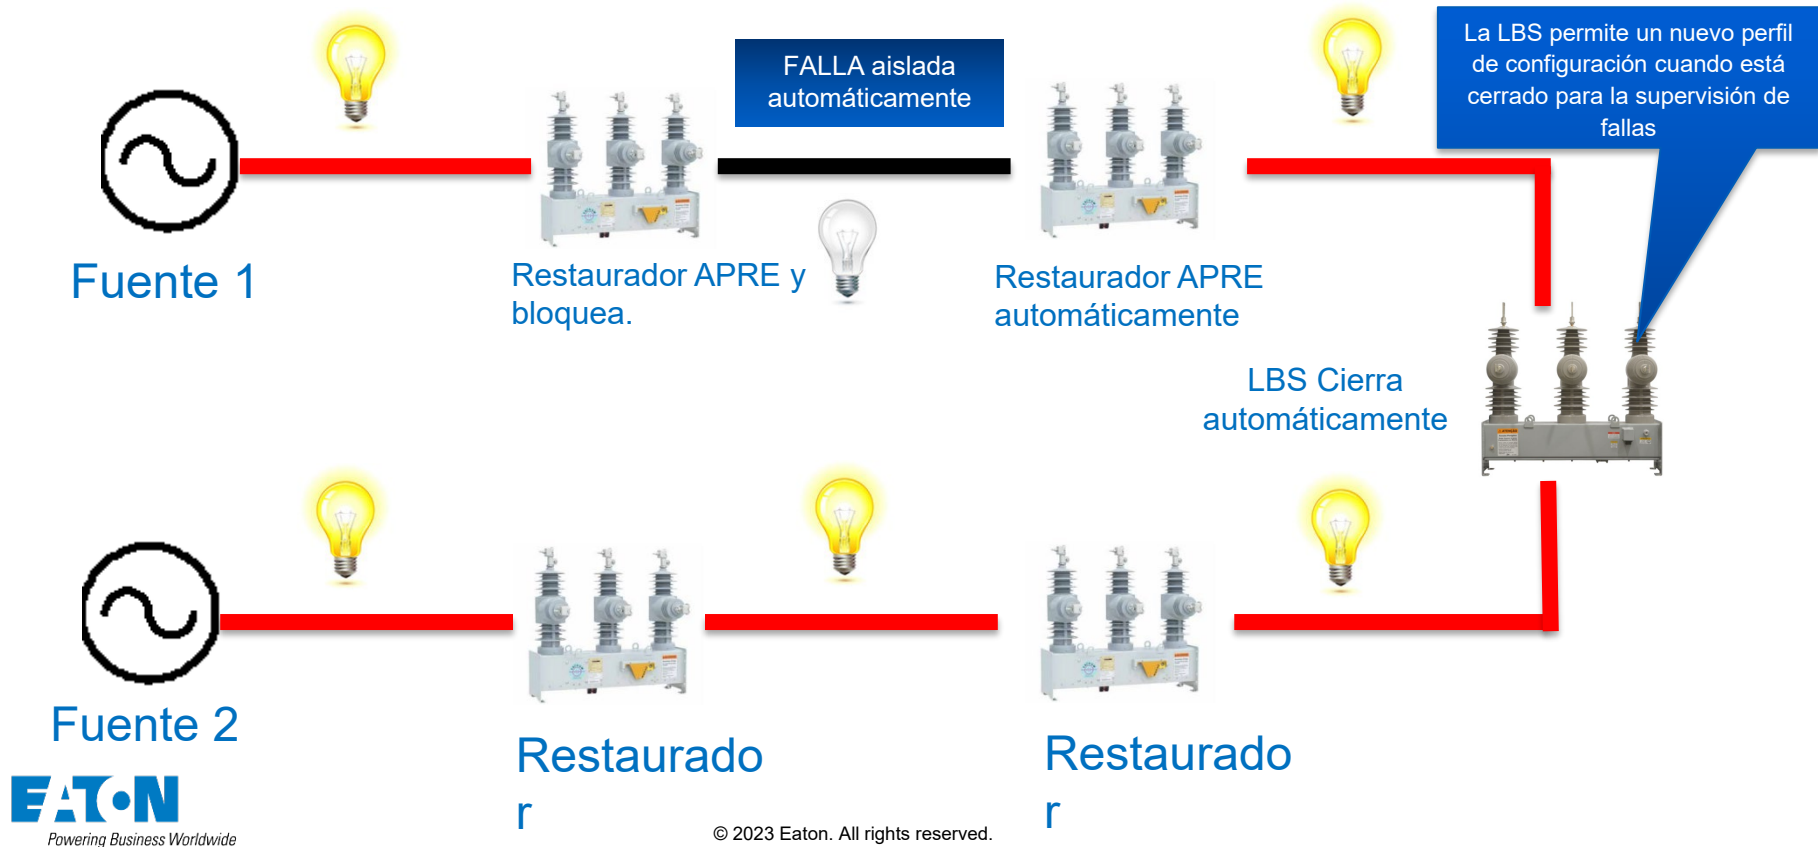 La LBS permite un nuevo perfil
de configuración cuando está
cerrado para la supervisión de
fallas
FALLA aislada
automáticamente
Fuente 1
Restaurador APRE y
bloquea.
Restaurador APRE
automáticamente
LBS Cierra
automáticamente
Fuente 2
Restaurado
r
Restaurado
r
EATON
Powering Business Worldwide
© 2023 Eaton. All rights reserved.